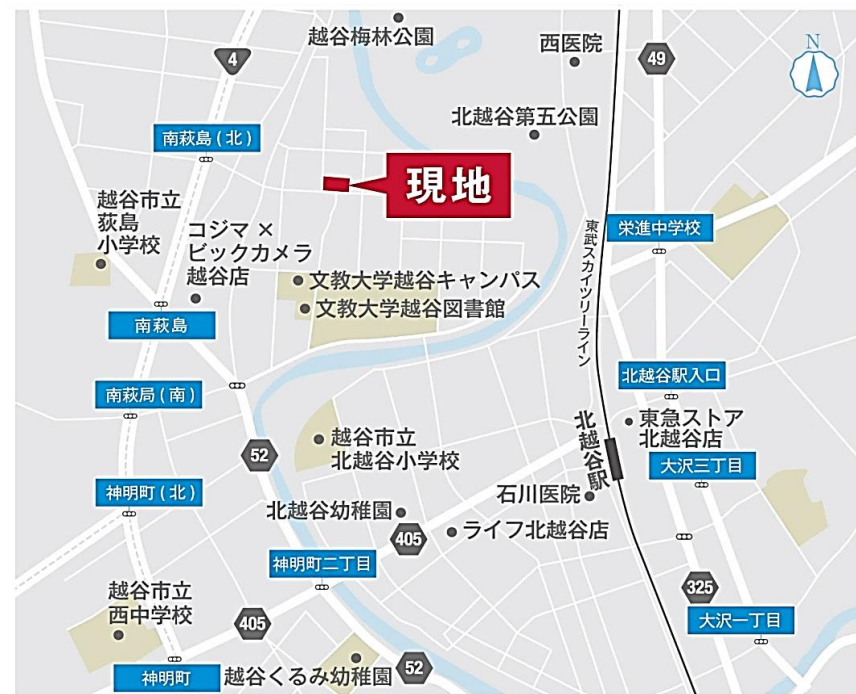 越谷梅林公園
西医院
N
4
49
南萩島(北)
北越谷第五公園
現地
越谷市立
荻島
小学校
コジマ ×
ビックカメラ
越谷店
東武スカイツリーライン
栄進中学校
文教大学越谷キャンパス
文教大学越谷図書館
南萩島
南萩局(南)
北越谷駅入口
越谷市立
北越谷小学校
北越谷駅
東急ストア
北越谷店
52
大沢三丁目
神明町(北)
石川医院
北越谷幼稚園
405
ライフ北越谷店
神明町二丁目
越谷市立
西中学校
325
405
大沢一丁目
神明町
越谷くるみ幼稚園
52